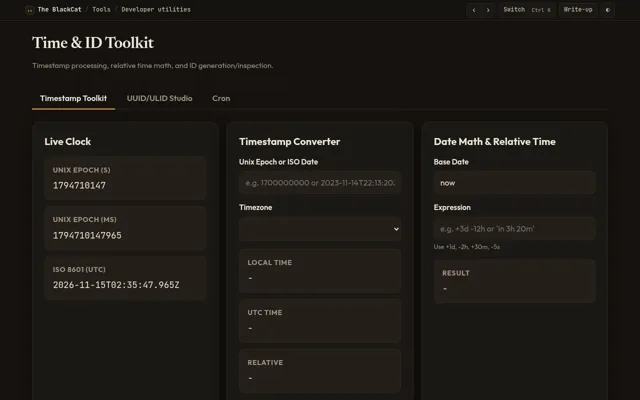 The BlackCat / Tools / Developer utilities
‹ › Switch Ctrl K Write-up
Time & ID Toolkit
Timestamp processing, relative time math, and ID generation/inspection.
Timestamp Toolkit UUID/ULID Studio Cron
Live Clock
UNIX EPOCH (S)
1794710147
UNIX EPOCH (MS)
1794710147965
ISO 8601 (UTC)
2026-11-15T02:35:47.965Z
Timestamp Converter
Unix Epoch or ISO Date
e.g. 1700000000 or 2023-11-14T22:13:20.
Timezone
LOCAL TIME
-
UTC TIME
-
RELATIVE
-
Date Math & Relative Time
Base Date
now
Expression
e.g. +3d -12h or 'in 3h 20m'
Use +1d, -2h, +30m, -5s
RESULT
-